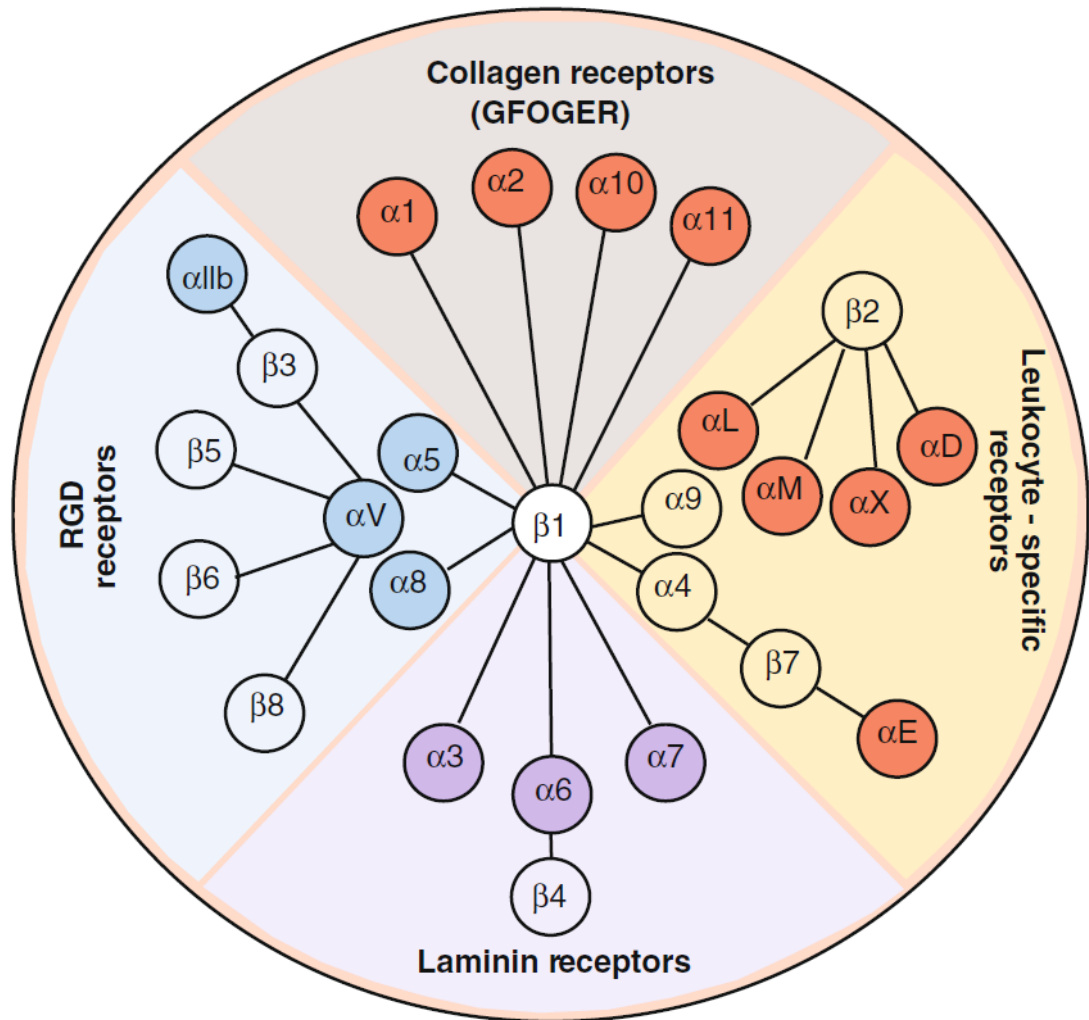 Collagen receptors
(GFOGER)
α1
α2
α10
α11
αIIb
β3
β5
αV
β6
β8
α5
α8
RGD
receptors
β1
β2
αL
αM
αX
αD
α9
α4
β7
αE
Leukocyte - specific
receptors
α3
α6
α7
β4
Laminin receptors